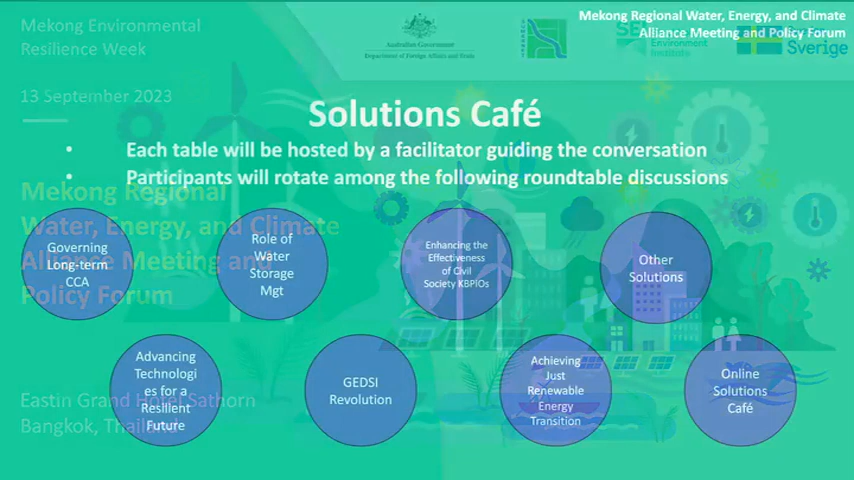 Mekong Environmental
Resilience Week
13 September 2023
Mekong Regional
Water, Energy, and Climate
Alliance Meeting and
Policy Forum
Eastin Grand Hotel Sathorn
Bangkok, Thailand
Australian Government
Department of Foreign Affairs and Trade
SEI
Environment
Institute
Sverige
Mekong Regional Water, Energy, and Climate
Alliance Meeting and Policy Forum
Solutions Café
• Each table will be hosted by a facilitator guiding the conversation
• Participants will rotate among the following roundtable discussions
Governing
Long-term
CCA
Role of
Water
Storage
Mgt
Enhancing the
Effectiveness
of Civil
Society KBPIOs
Other
Solutions
Advancing
Technologi
es for a
Resilient
Future
GEDSI
Revolution
Achieving
Just
Renewable
Energy
Transition
Online
Solutions
Café